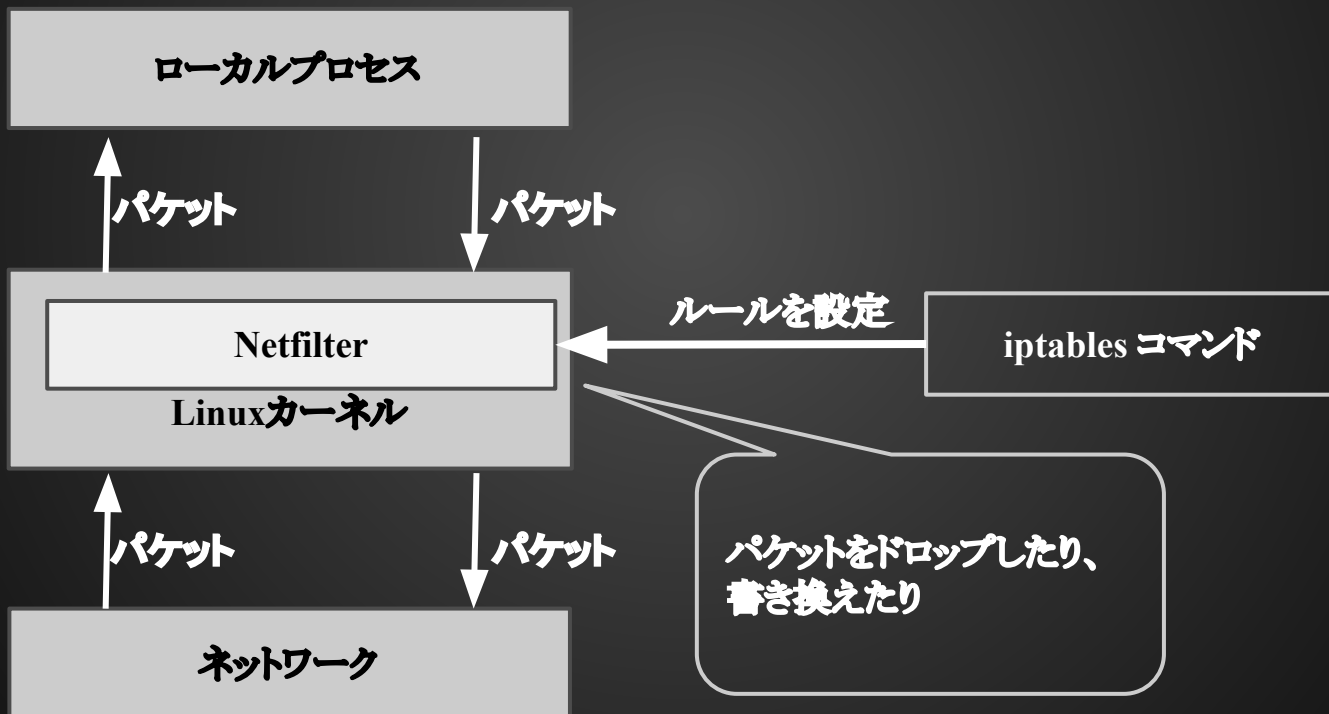 ローカルプロセス
パケット
パケット
ルールを設定
Netfilter
iptables コマンド
Linuxカーネル
パケット
パケット
パケットをドロップしたり、
書き換えたり
ネットワーク